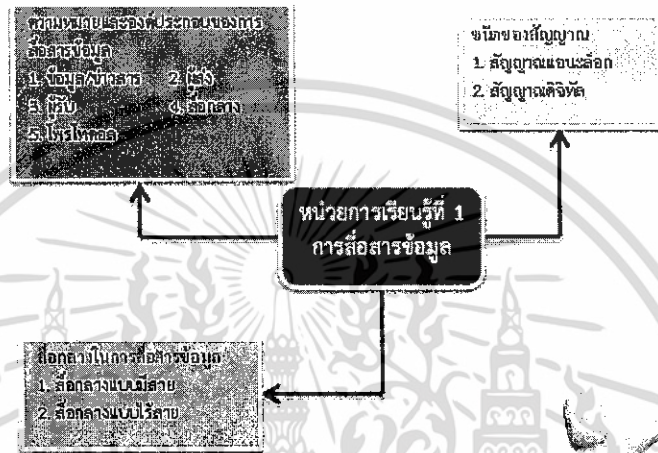 ความหมายและองค์ประกอบของการ
สื่อสารข้อมูล
1. ข้อมูล/ข่าวสาร 2. ผู้ส่ง
3. ผู้รับ 4. สื่อกลาง
5. โพรโทคอล
ชนิดของสัญญาณ
1. สัญญาณแอนะล็อก
2. สัญญาณดิจิทัล
หน่วยการเรียนรู้ที่ 1
การสื่อสารข้อมูล
สื่อกลางในการสื่อสารข้อมูล
1. สื่อกลางแบบมีสาย
2. สื่อกลางแบบไร้สาย